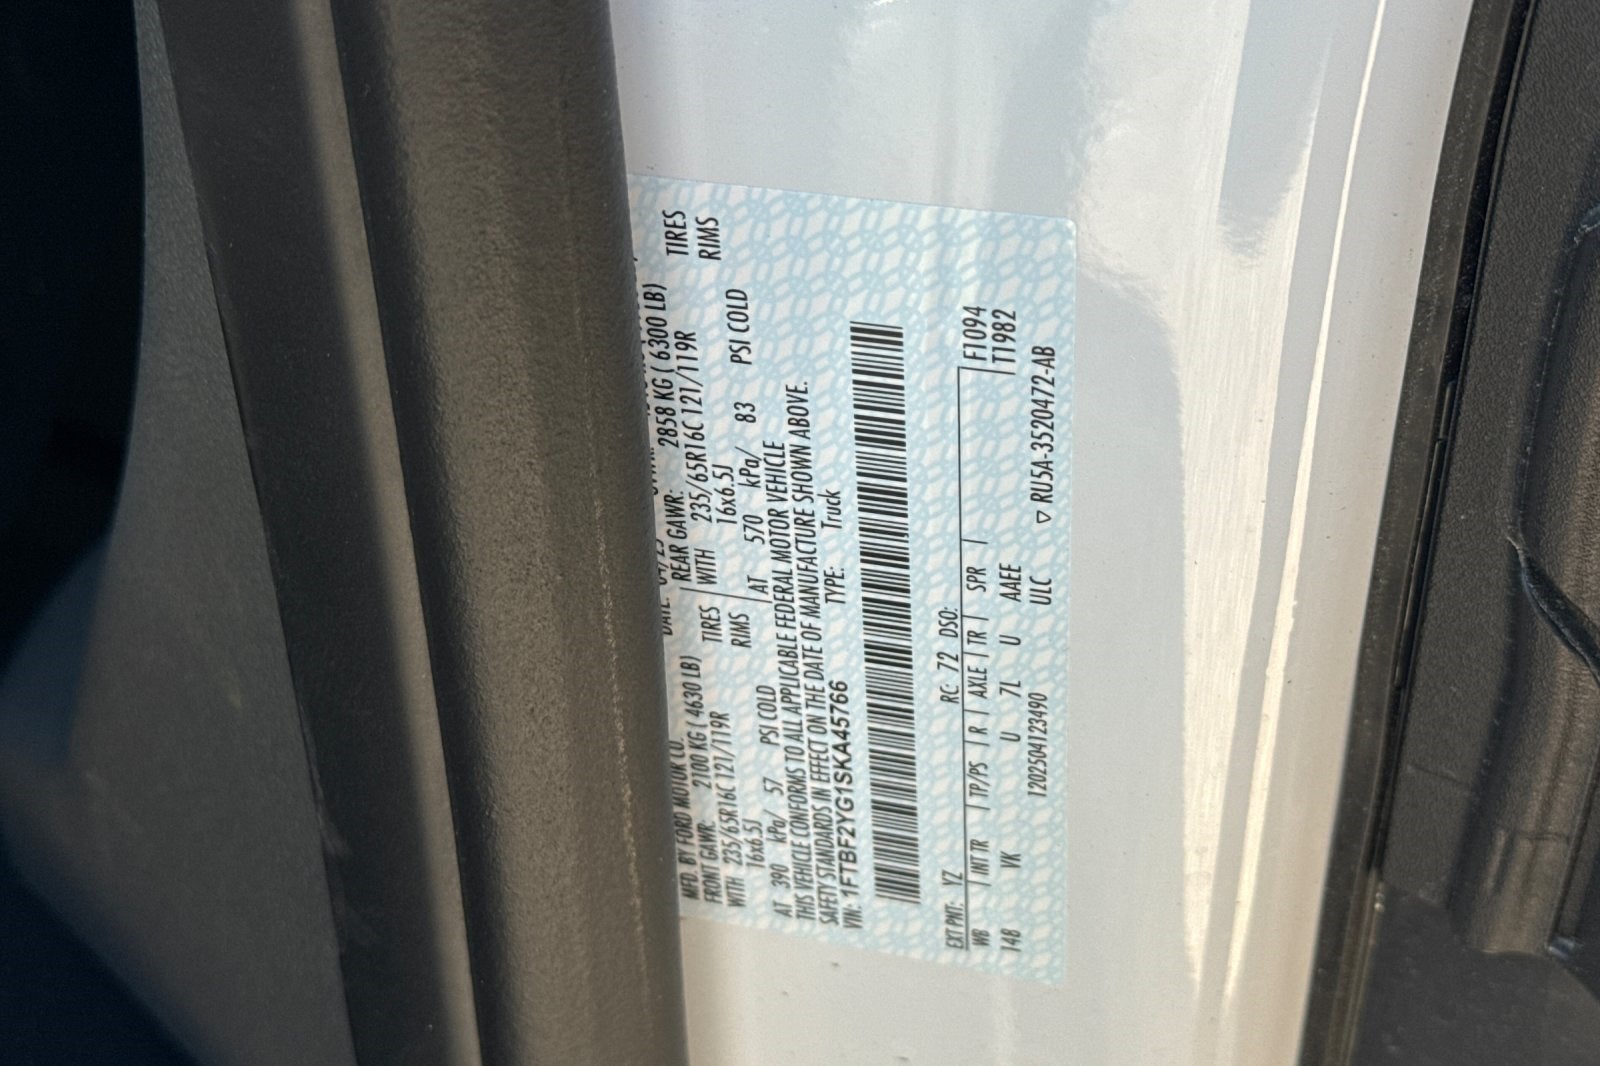 MFD. BY FORD MOTOR CO.
DATE: 04/25
FRONT GAWR: 2100 KG ( 4630 LB)
REAR GAWR: 2858 KG ( 6300 LB)
WITH 235/65R16C 121/119R TIRES
WITH 235/65R16C 121/119R TIRES
16x6.5J RIMS
16x6.5J RIMS
AT 390 kPa/ 57 PSI COLD
AT 570 kPa/ 83 PSI COLD
THIS VEHICLE CONFORMS TO ALL APPLICABLE FEDERAL MOTOR VEHICLE
SAFETY STANDARDS IN EFFECT ON THE DATE OF MANUFACTURE SHOWN ABOVE.
VIN: 1FTBF2YG1SKA45766 TYPE: Truck
EXT PNT: YZ RC 72 DSO: F1094
WB INT TR TP/PS R AXLE TR SPR T1982
148 VK U 7L U AAEE
12025041234​90 ULC ▽ RU5A-3520472-AB